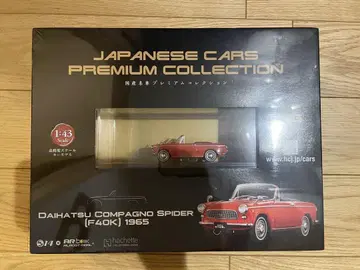 JAPANESE CARS
PREMIUM COLLECTION
国産名車プレミアムコレクション
1:43
Scale
www.hcj.jp/cars
DAIHATSU COMPAGNO SPIDER
(F40K) 1965
hachette